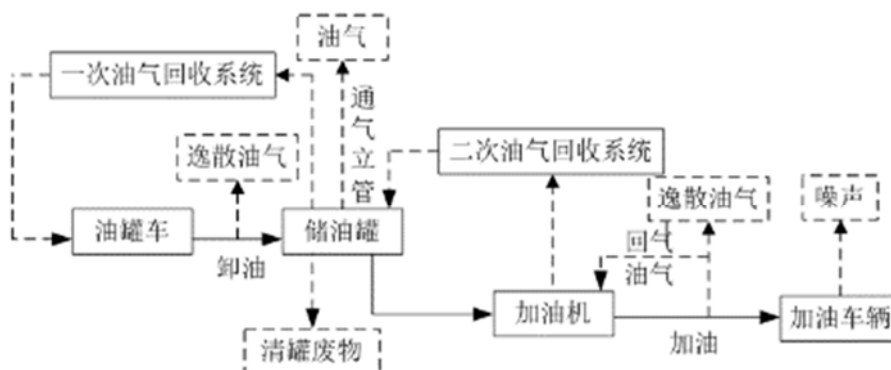 油气
一次油气回收系统
通气立管
逸散油气
二次油气回收系统
逸散油气
噪声
油罐车
卸油
储油罐
回气
油气
加油机
加油
加油车辆
清罐废物